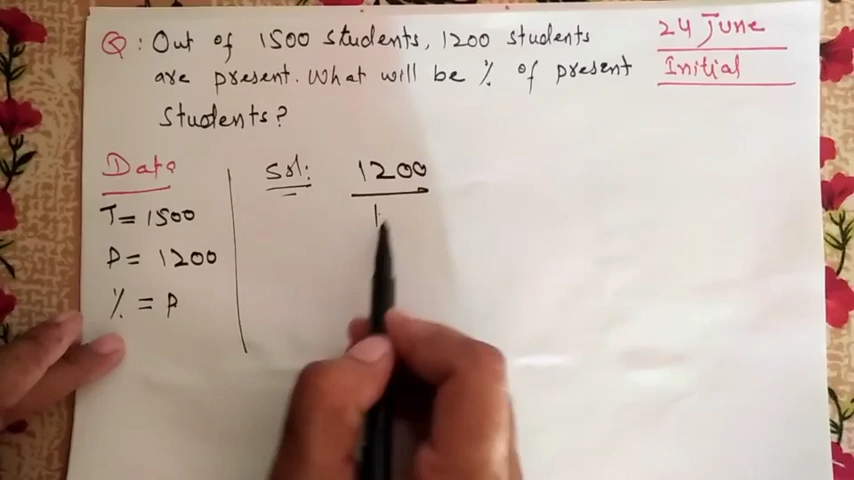 Q: Out of 1500 students, 1200 students
are present. What will be % of present
Students?
24 June
Initial
Data
T = 1500
P = 1200
% = P
Sol:
1200
1